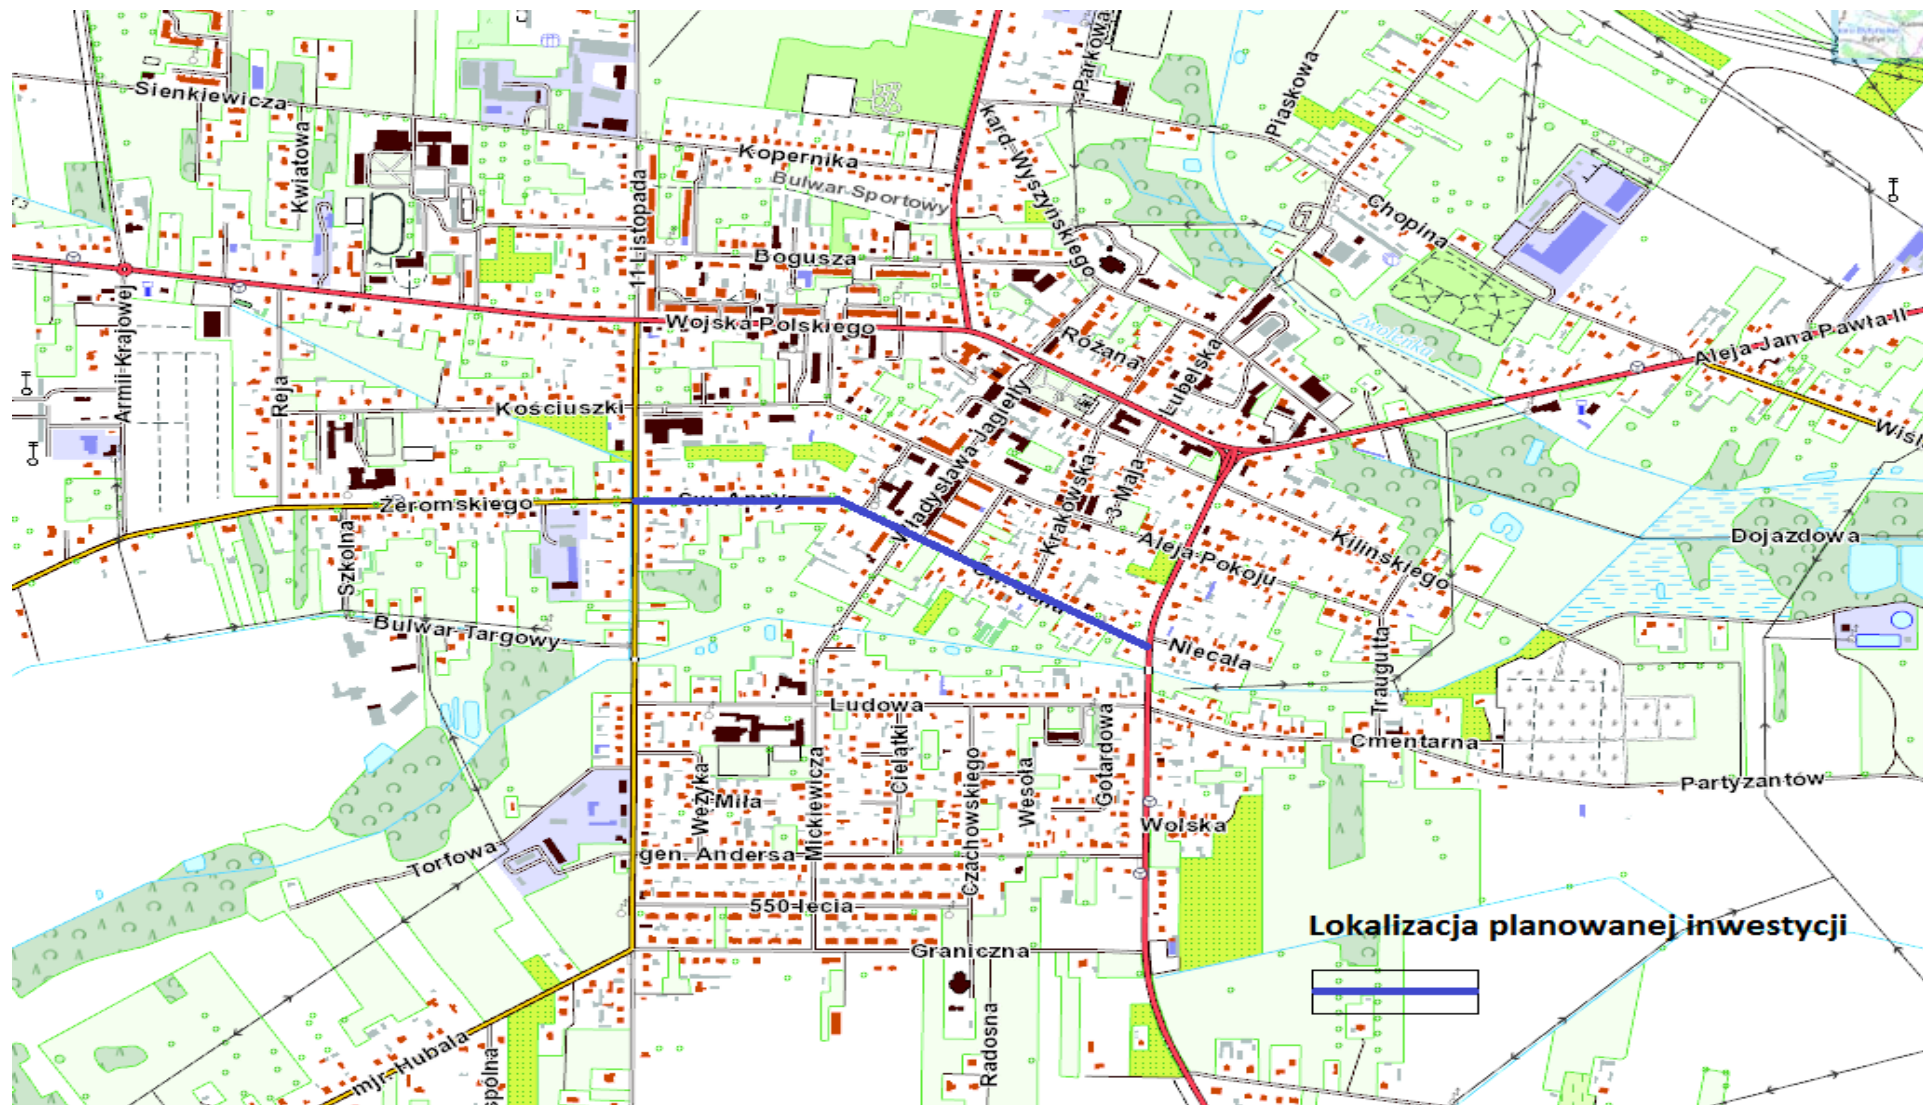 Parkowa
Piaskowa
Sienkiewicza
Kwiatowa
Kopernika
kard. Wyszyńskiego
Bulwar Sportowy
11 Listopada
Chopina
Bogusza
Armii Krajowej
Wojska Polskiego
Różana
Zwolenka
Aleja Jana Pawła II
Lubelska
Reja
Kościuszki
Władysława Jagiełły
Żeromskiego
Krakowska
3 Maja
Aleja Pokoju
Kilińskiego
Dojazdowa
Szkolna
Bulwar Targowy
Niecała
Traugutta
Ludowa
Cmentarna
Partyzantów
Mickiewicza
Cielątki
Czachowskiego
Wesoła
Gotardowa
Wężyka
Miła
Wolska
Torfowa
gen. Andersa
550-lecia
Graniczna
Lokalizacja planowanej inwestycji
mjr. Hubala
Radosna